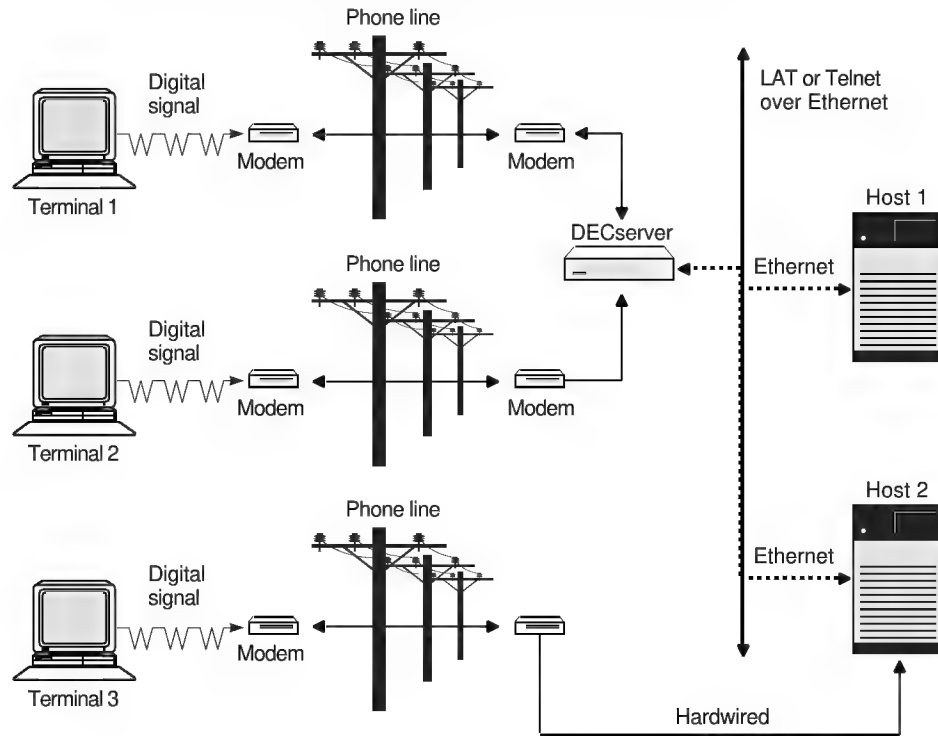 Phone line
Digital
signal
Modem
Modem
Terminal 1
LAT or Telnet
over Ethernet
Host 1
DECserver
Ethernet
Phone line
Digital
signal
Modem
Modem
Terminal 2
Host 2
Ethernet
Phone line
Digital
signal
Modem
Terminal 3
Hardwired